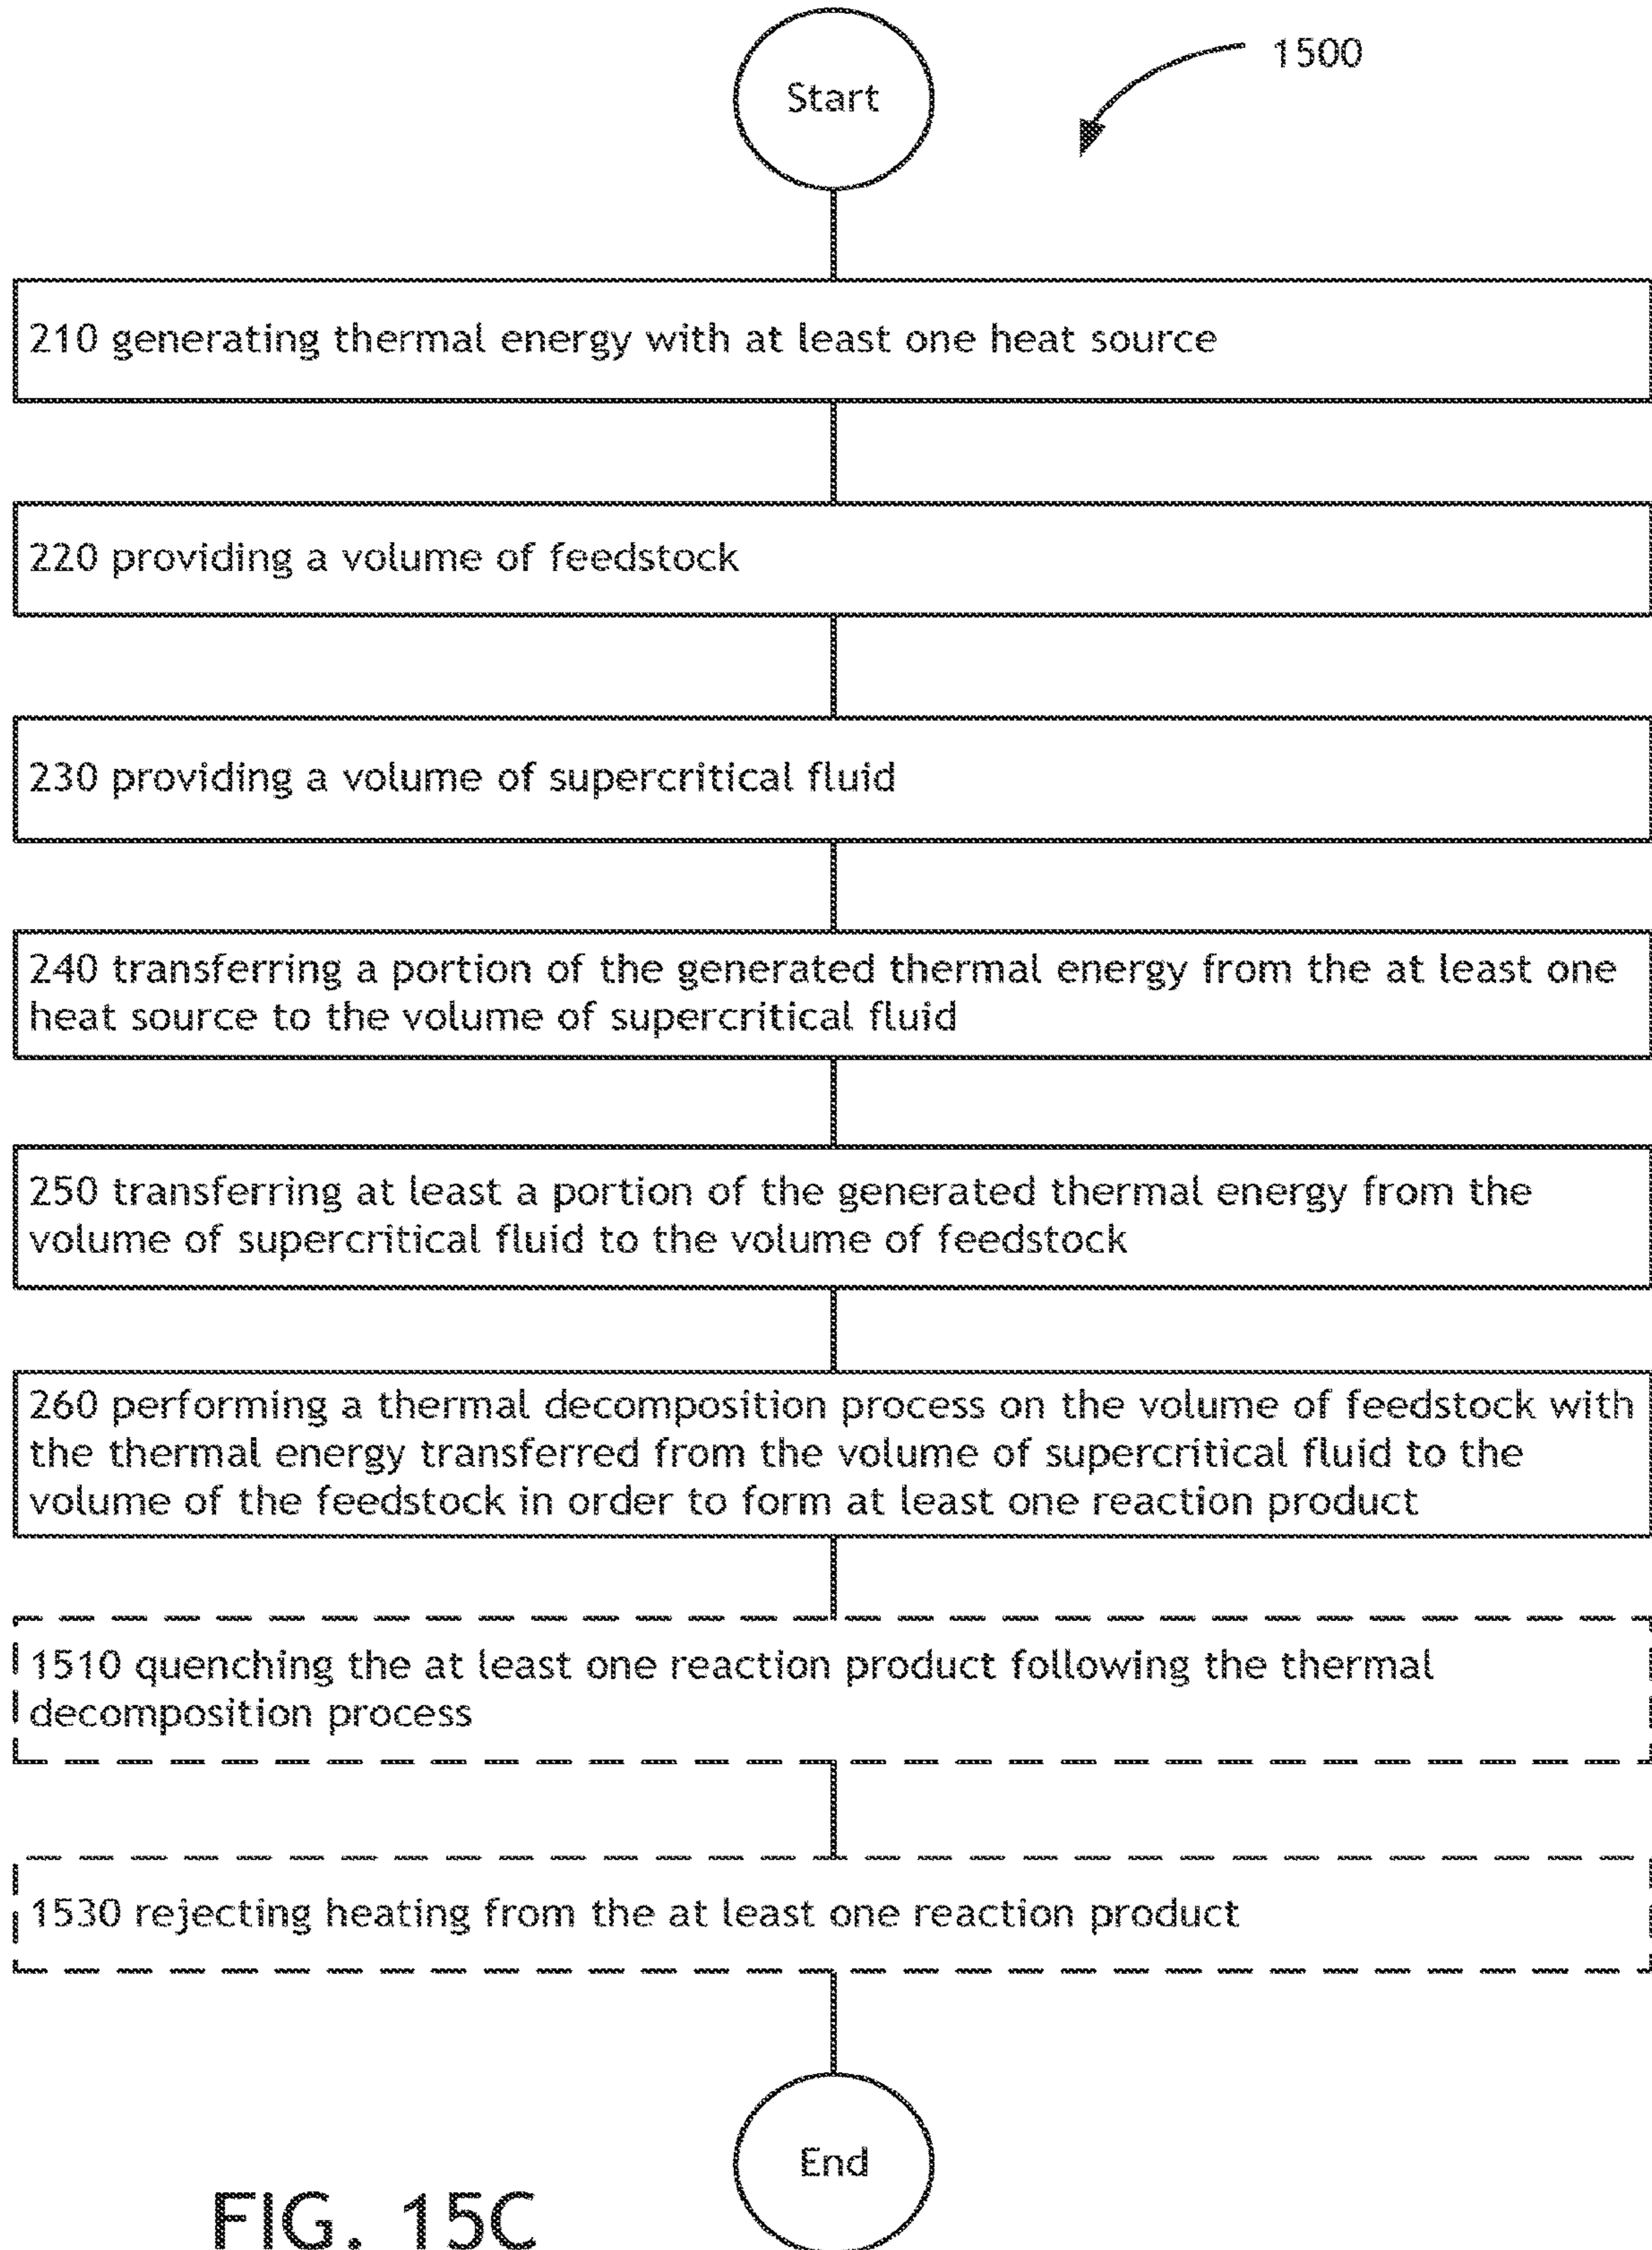 1500
Start
210 generating thermal energy with at least one heat source
220 providing a volume of feedstock
230 providing a volume of supercritical fluid
240 transferring a portion of the generated thermal energy from the at least one
heat source to the volume of supercritical fluid
250 transferring at least a portion of the generated thermal energy from the
volume of supercritical fluid to the volume of feedstock
260 performing a thermal decomposition process on the volume of feedstock with
the thermal energy transferred from the volume of supercritical fluid to the
volume of the feedstock in order to form at least one reaction product
1510 quenching the at least one reaction product following the thermal
decomposition process
1530 rejecting heating from the at least one reaction product
End
FIG. 15C